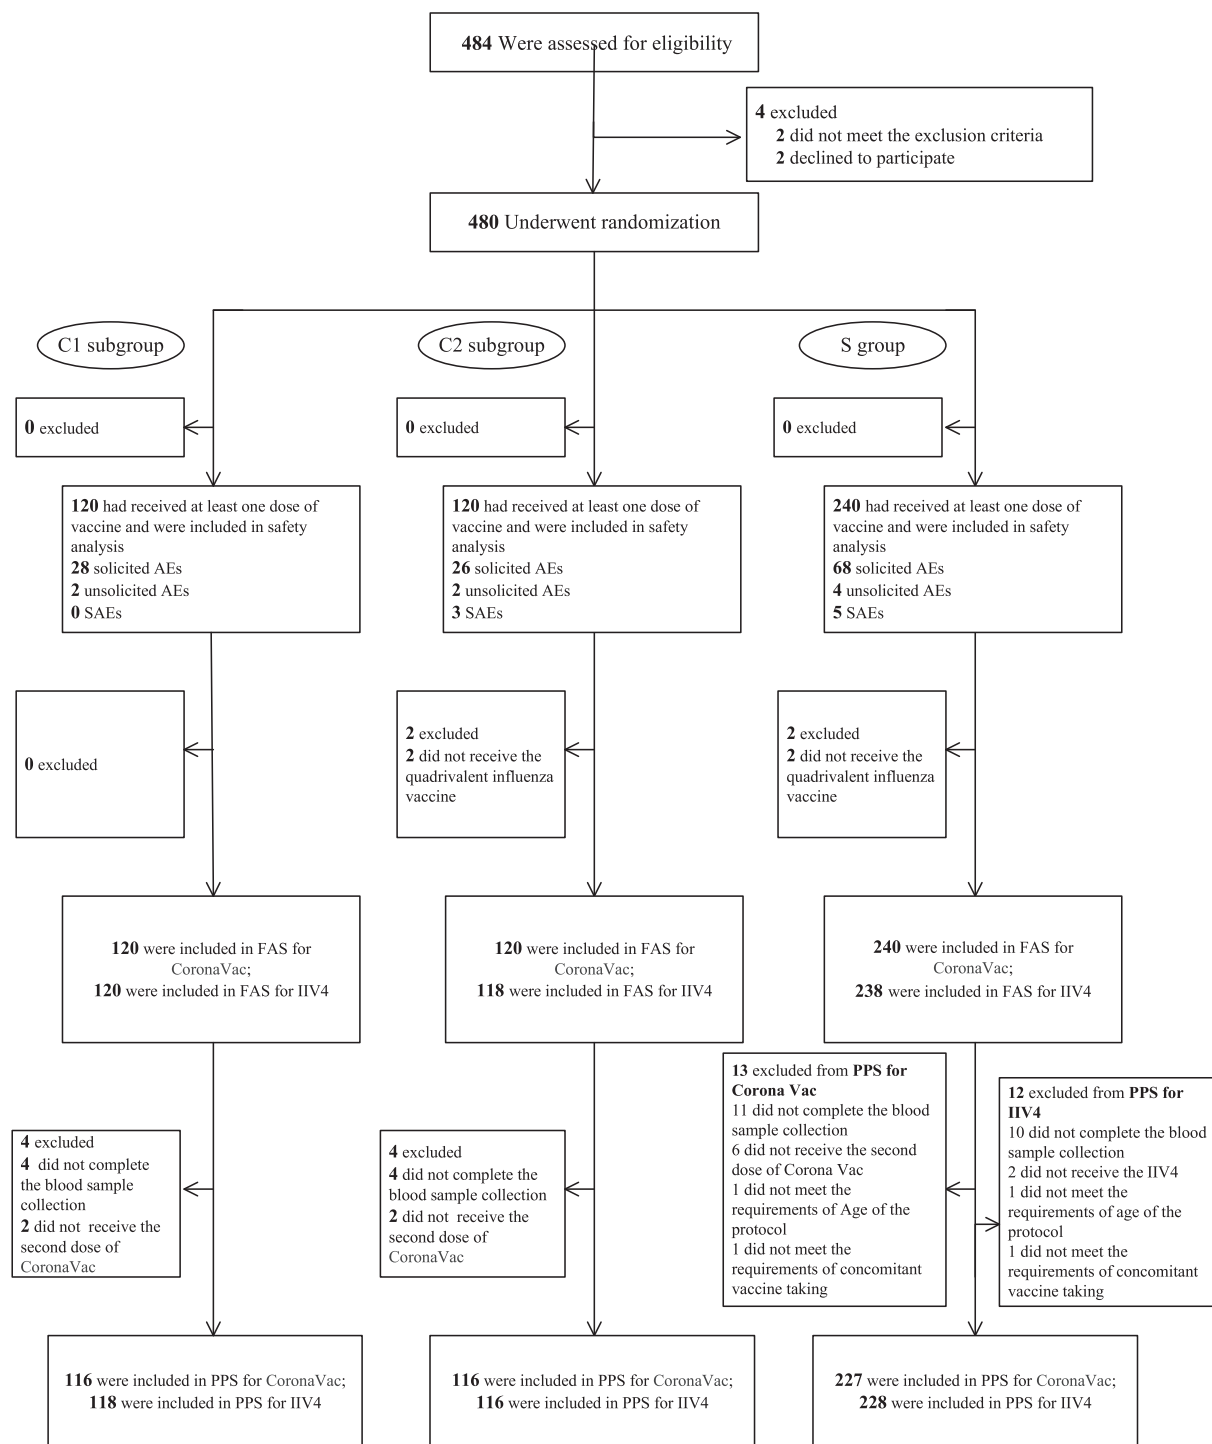 484 Were assessed for eligibility
4 excluded
2 did not meet the exclusion criteria
2 declined to participate
480 Underwent randomization
C1 subgroup
C2 subgroup
S group
0 excluded
0 excluded
0 excluded
120 had received at least one dose of
vaccine and were included in safety
analysis
28 solicited AEs
2 unsolicited AEs
0 SAEs
120 had received at least one dose of
vaccine and were included in safety
analysis
26 solicited AEs
2 unsolicited AEs
3 SAEs
240 had received at least one dose of
vaccine and were included in safety
analysis
68 solicited AEs
4 unsolicited AEs
5 SAEs
0 excluded
2 excluded
2 did not receive the
quadrivalent influenza
vaccine
2 excluded
2 did not receive the
quadrivalent influenza
vaccine
120 were included in FAS for
CoronaVac;
120 were included in FAS for IIV4
120 were included in FAS for
CoronaVac;
118 were included in FAS for IIV4
240 were included in FAS for
CoronaVac;
238 were included in FAS for IIV4
4 excluded
4 did not complete
the blood sample
collection
2 did not receive the
second dose of
CoronaVac
4 excluded
4 did not complete the
blood sample collection
2 did not receive the
second dose of
CoronaVac
13 excluded from PPS for
Corona Vac
11 did not complete the blood
sample collection
6 did not receive the second
dose of Corona Vac
1 did not meet the
requirements of Age of the
protocol
1 did not meet the
requirements of concomitant
vaccine taking
12 excluded from PPS for
IIV4
10 did not complete the blood
sample collection
2 did not receive the IIV4
1 did not meet the
requirements of age of the
protocol
1 did not meet the
requirements of concomitant
vaccine taking
116 were included in PPS for CoronaVac;
118 were included in PPS for IIV4
116 were included in PPS for CoronaVac;
116 were included in PPS for IIV4
227 were included in PPS for CoronaVac;
228 were included in PPS for IIV4